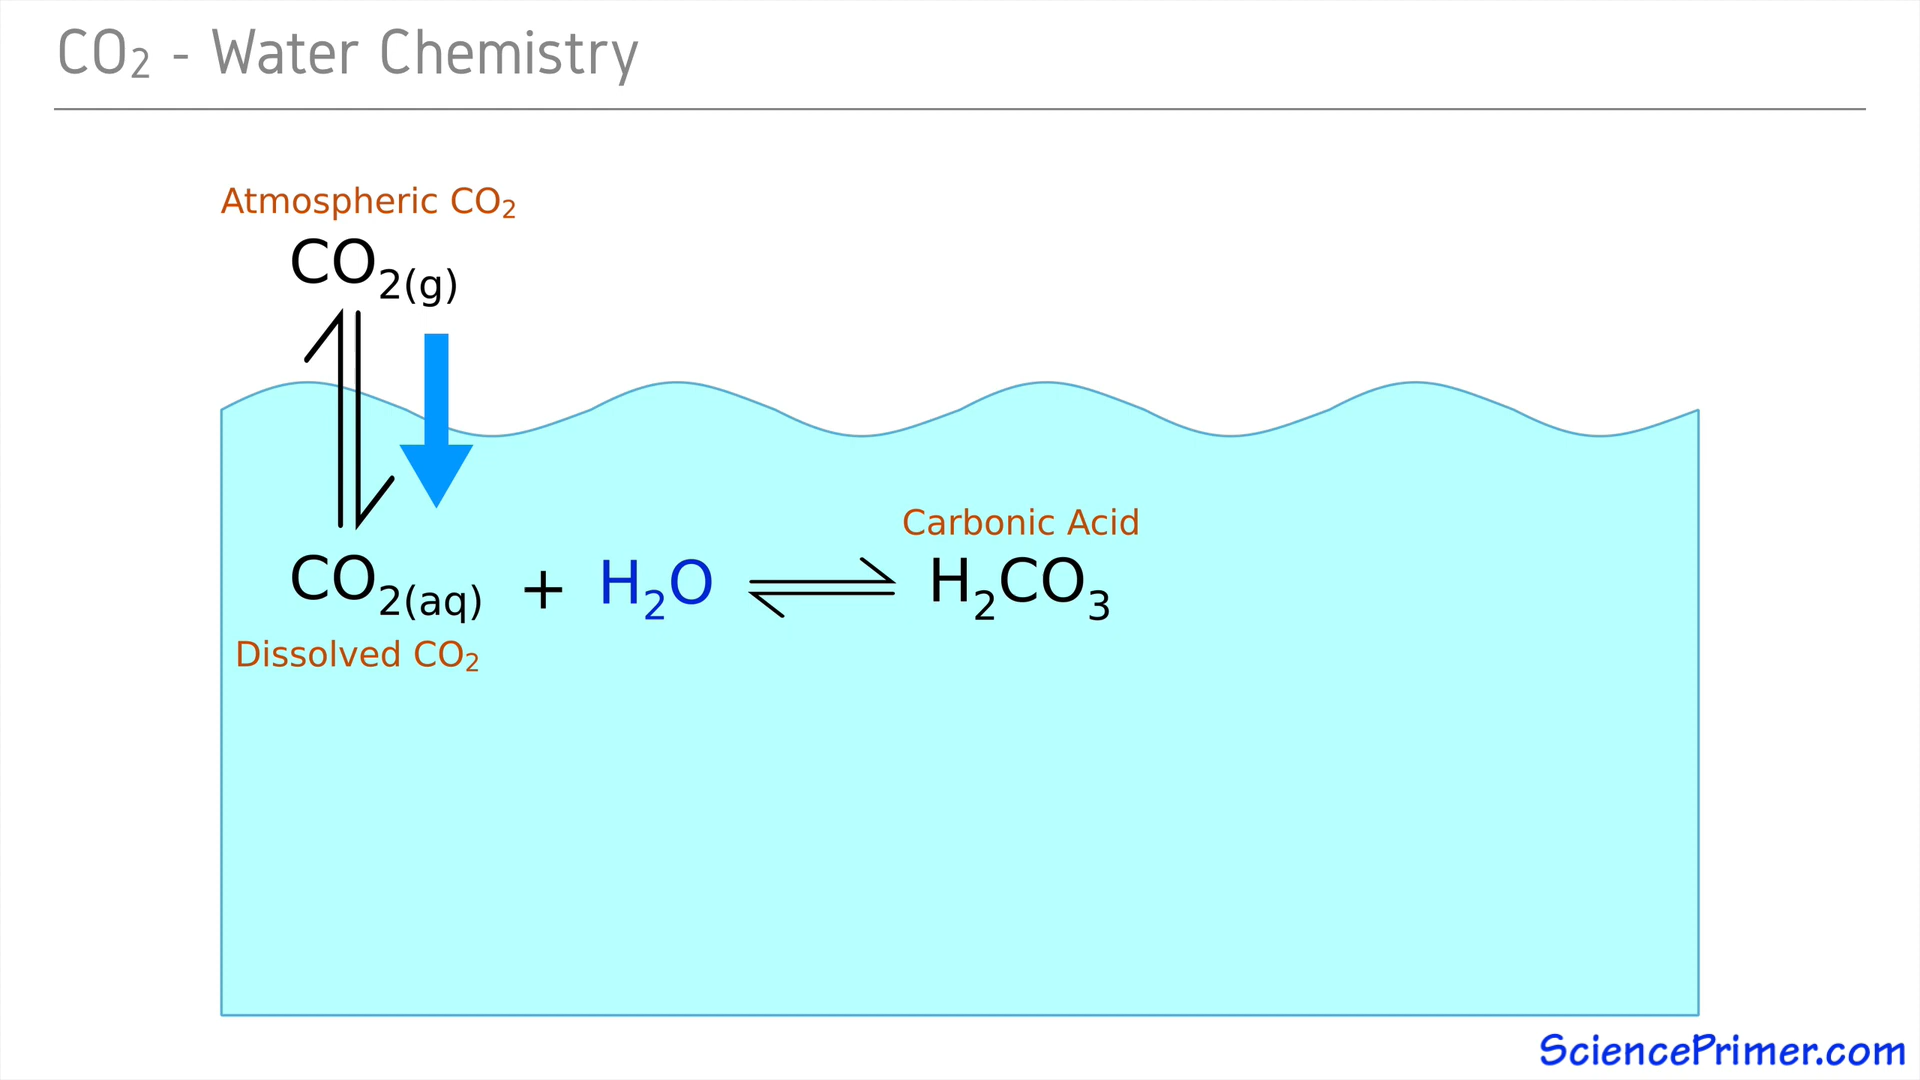 CO₂ - Water Chemistry
Atmospheric CO₂
CO₂(g)
Carbonic Acid
CO₂(aq) + H₂O ⇌ H₂CO₃
Dissolved CO₂
SciencePrimer.com